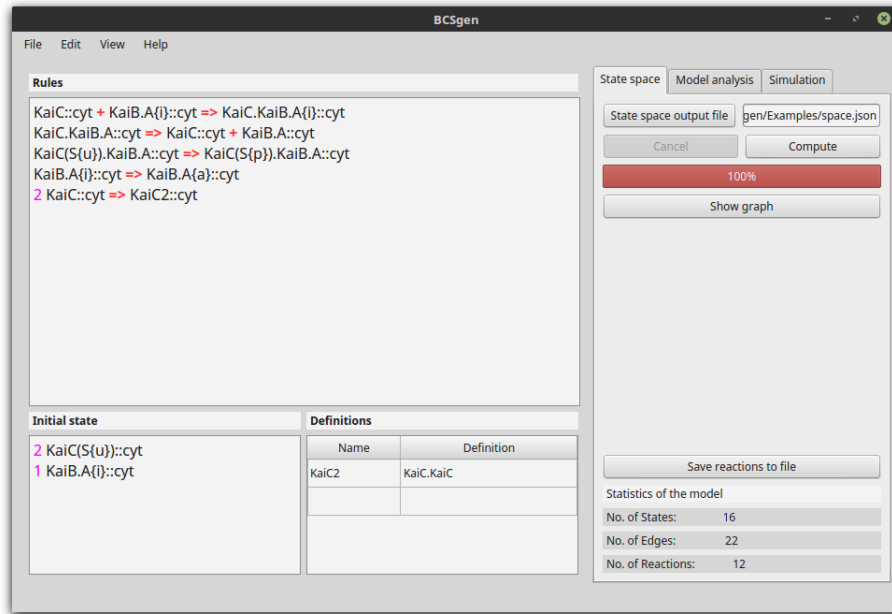 BCSgen
File Edit View Help
Rules
KaiC::cyt + KaiB.A{i}::cyt => KaiC.KaiB.A{i}::cyt
KaiC.KaiB.A::cyt => KaiC::cyt + KaiB.A::cyt
KaiC(S{u}).KaiB.A::cyt => KaiC(S{p}).KaiB.A::cyt
KaiB.A{i}::cyt => KaiB.A{a}::cyt
2 KaiC::cyt => KaiC2::cyt
Initial state
2 KaiC(S{u})::cyt
1 KaiB.A{i}::cyt
Definitions
Name Definition
KaiC2 KaiC.KaiC
State space Model analysis Simulation
State space output file gen/Examples/space.json
Cancel Compute
100%
Show graph
Save reactions to file
Statistics of the model
No. of States: 16
No. of Edges: 22
No. of Reactions: 12